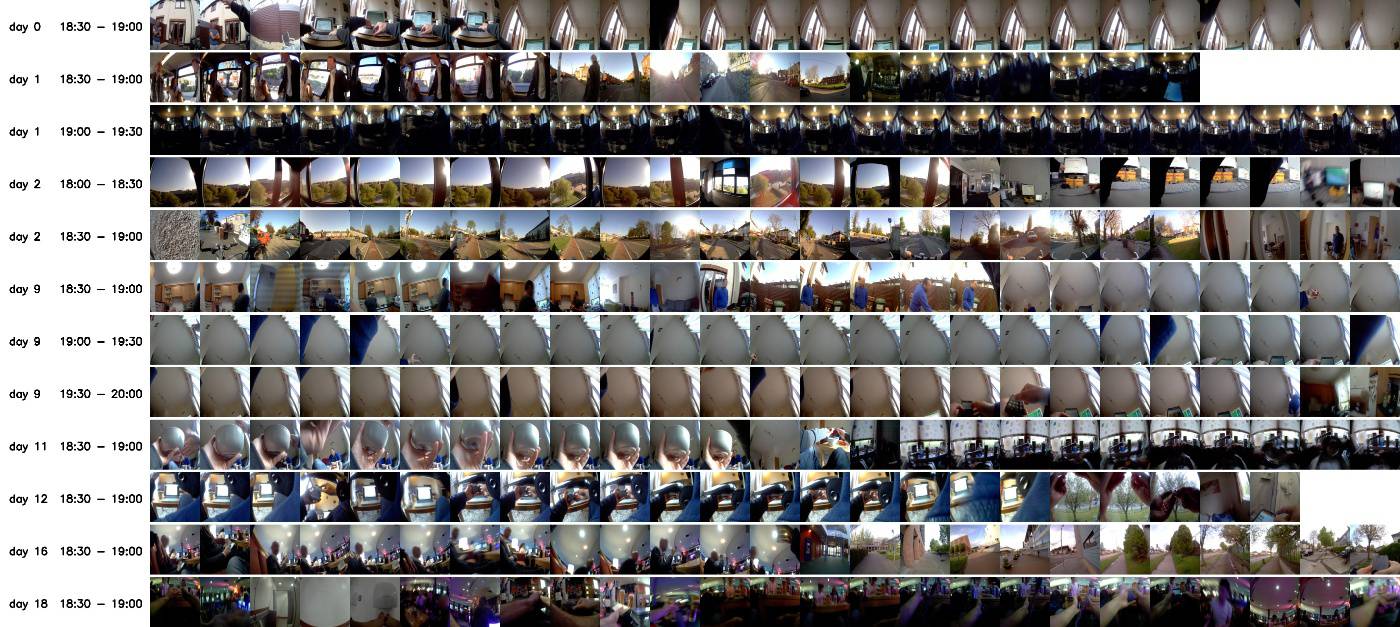 day 0 18:30 – 19:00
day 1 18:30 – 19:00
day 1 19:00 – 19:30
day 2 18:00 – 18:30
day 2 18:30 – 19:00
day 9 18:30 – 19:00
day 9 19:00 – 19:30
day 9 19:30 – 20:00
day 11 18:30 – 19:00
day 12 18:30 – 19:00
day 16 18:30 – 19:00
day 18 18:30 – 19:00